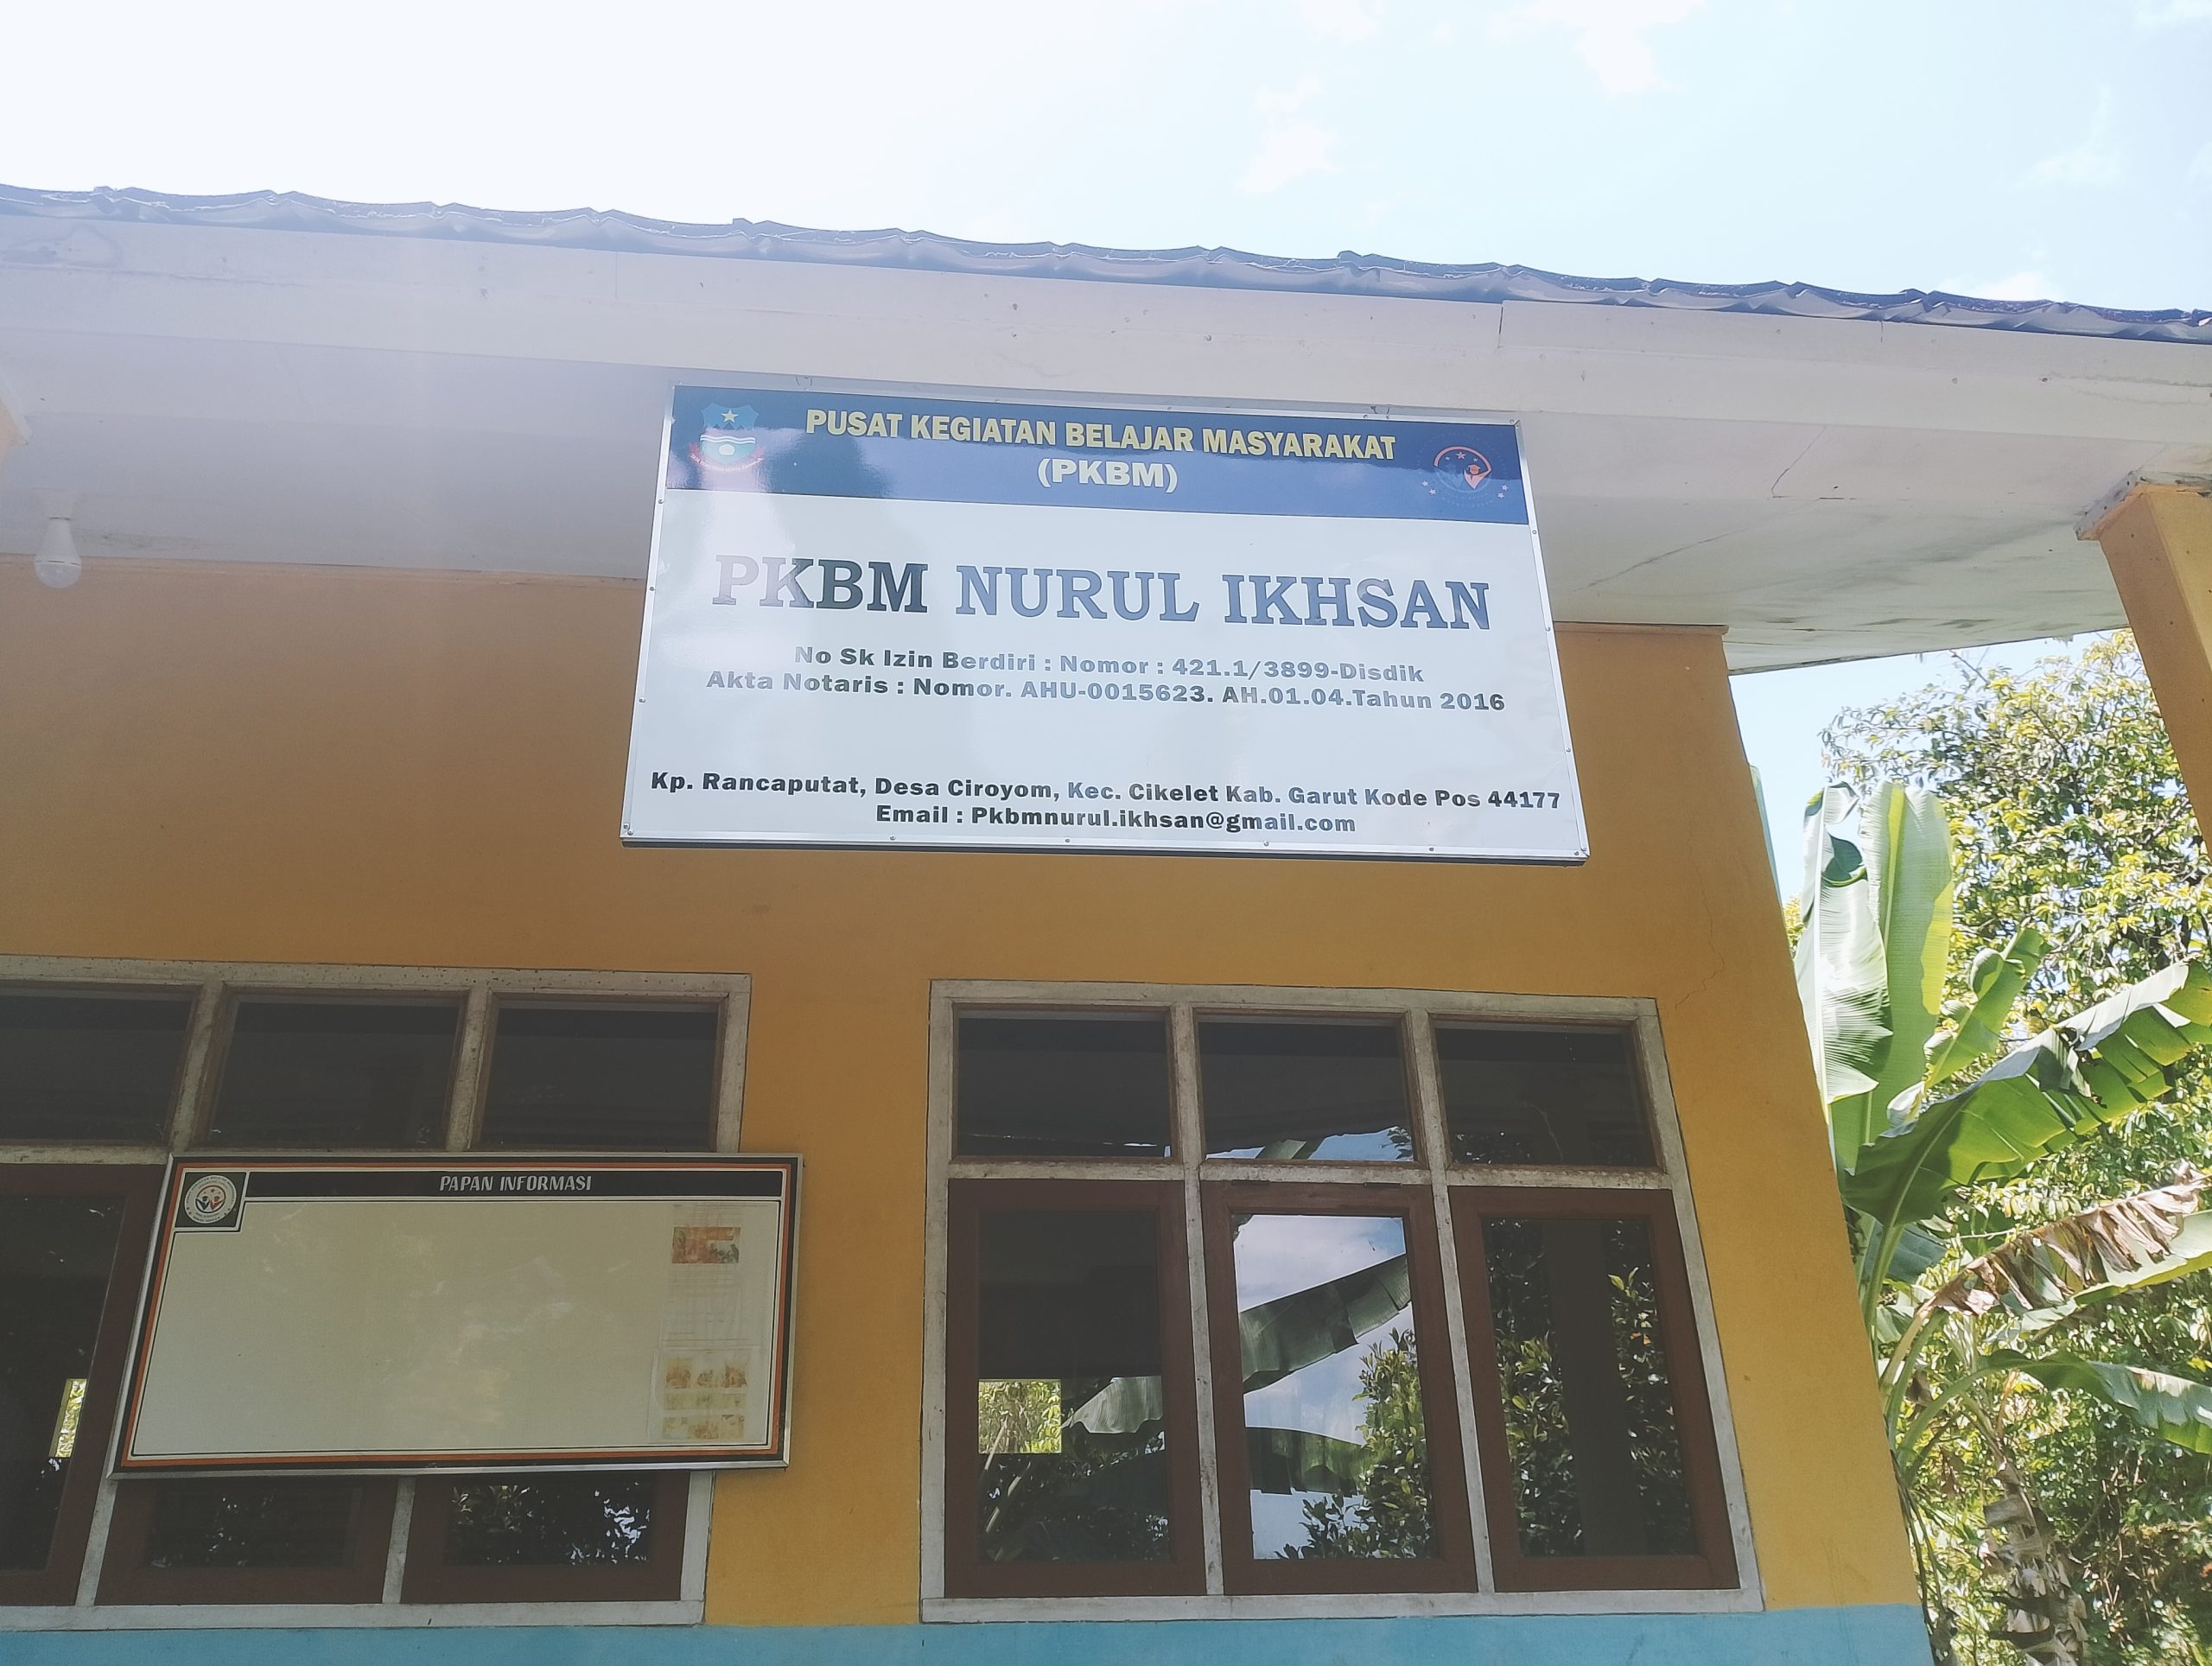 PUSAT KEGIATAN BELAJAR MASYARAKAT
(PKBM)
PKBM NURUL IKHSAN
No Sk Izin Berdiri : Nomor : 421.1/3899-Disdik
Akta Notaris : Nomor. AHU-0015623. AH.01.04.Tahun 2016
Kp. Rancaputat, Desa Ciroyom, Kec. Cikelet Kab. Garut Kode Pos 44177
Email : Pkbmnurul.ikhsan@gmail.com
PAPAN INFORMASI